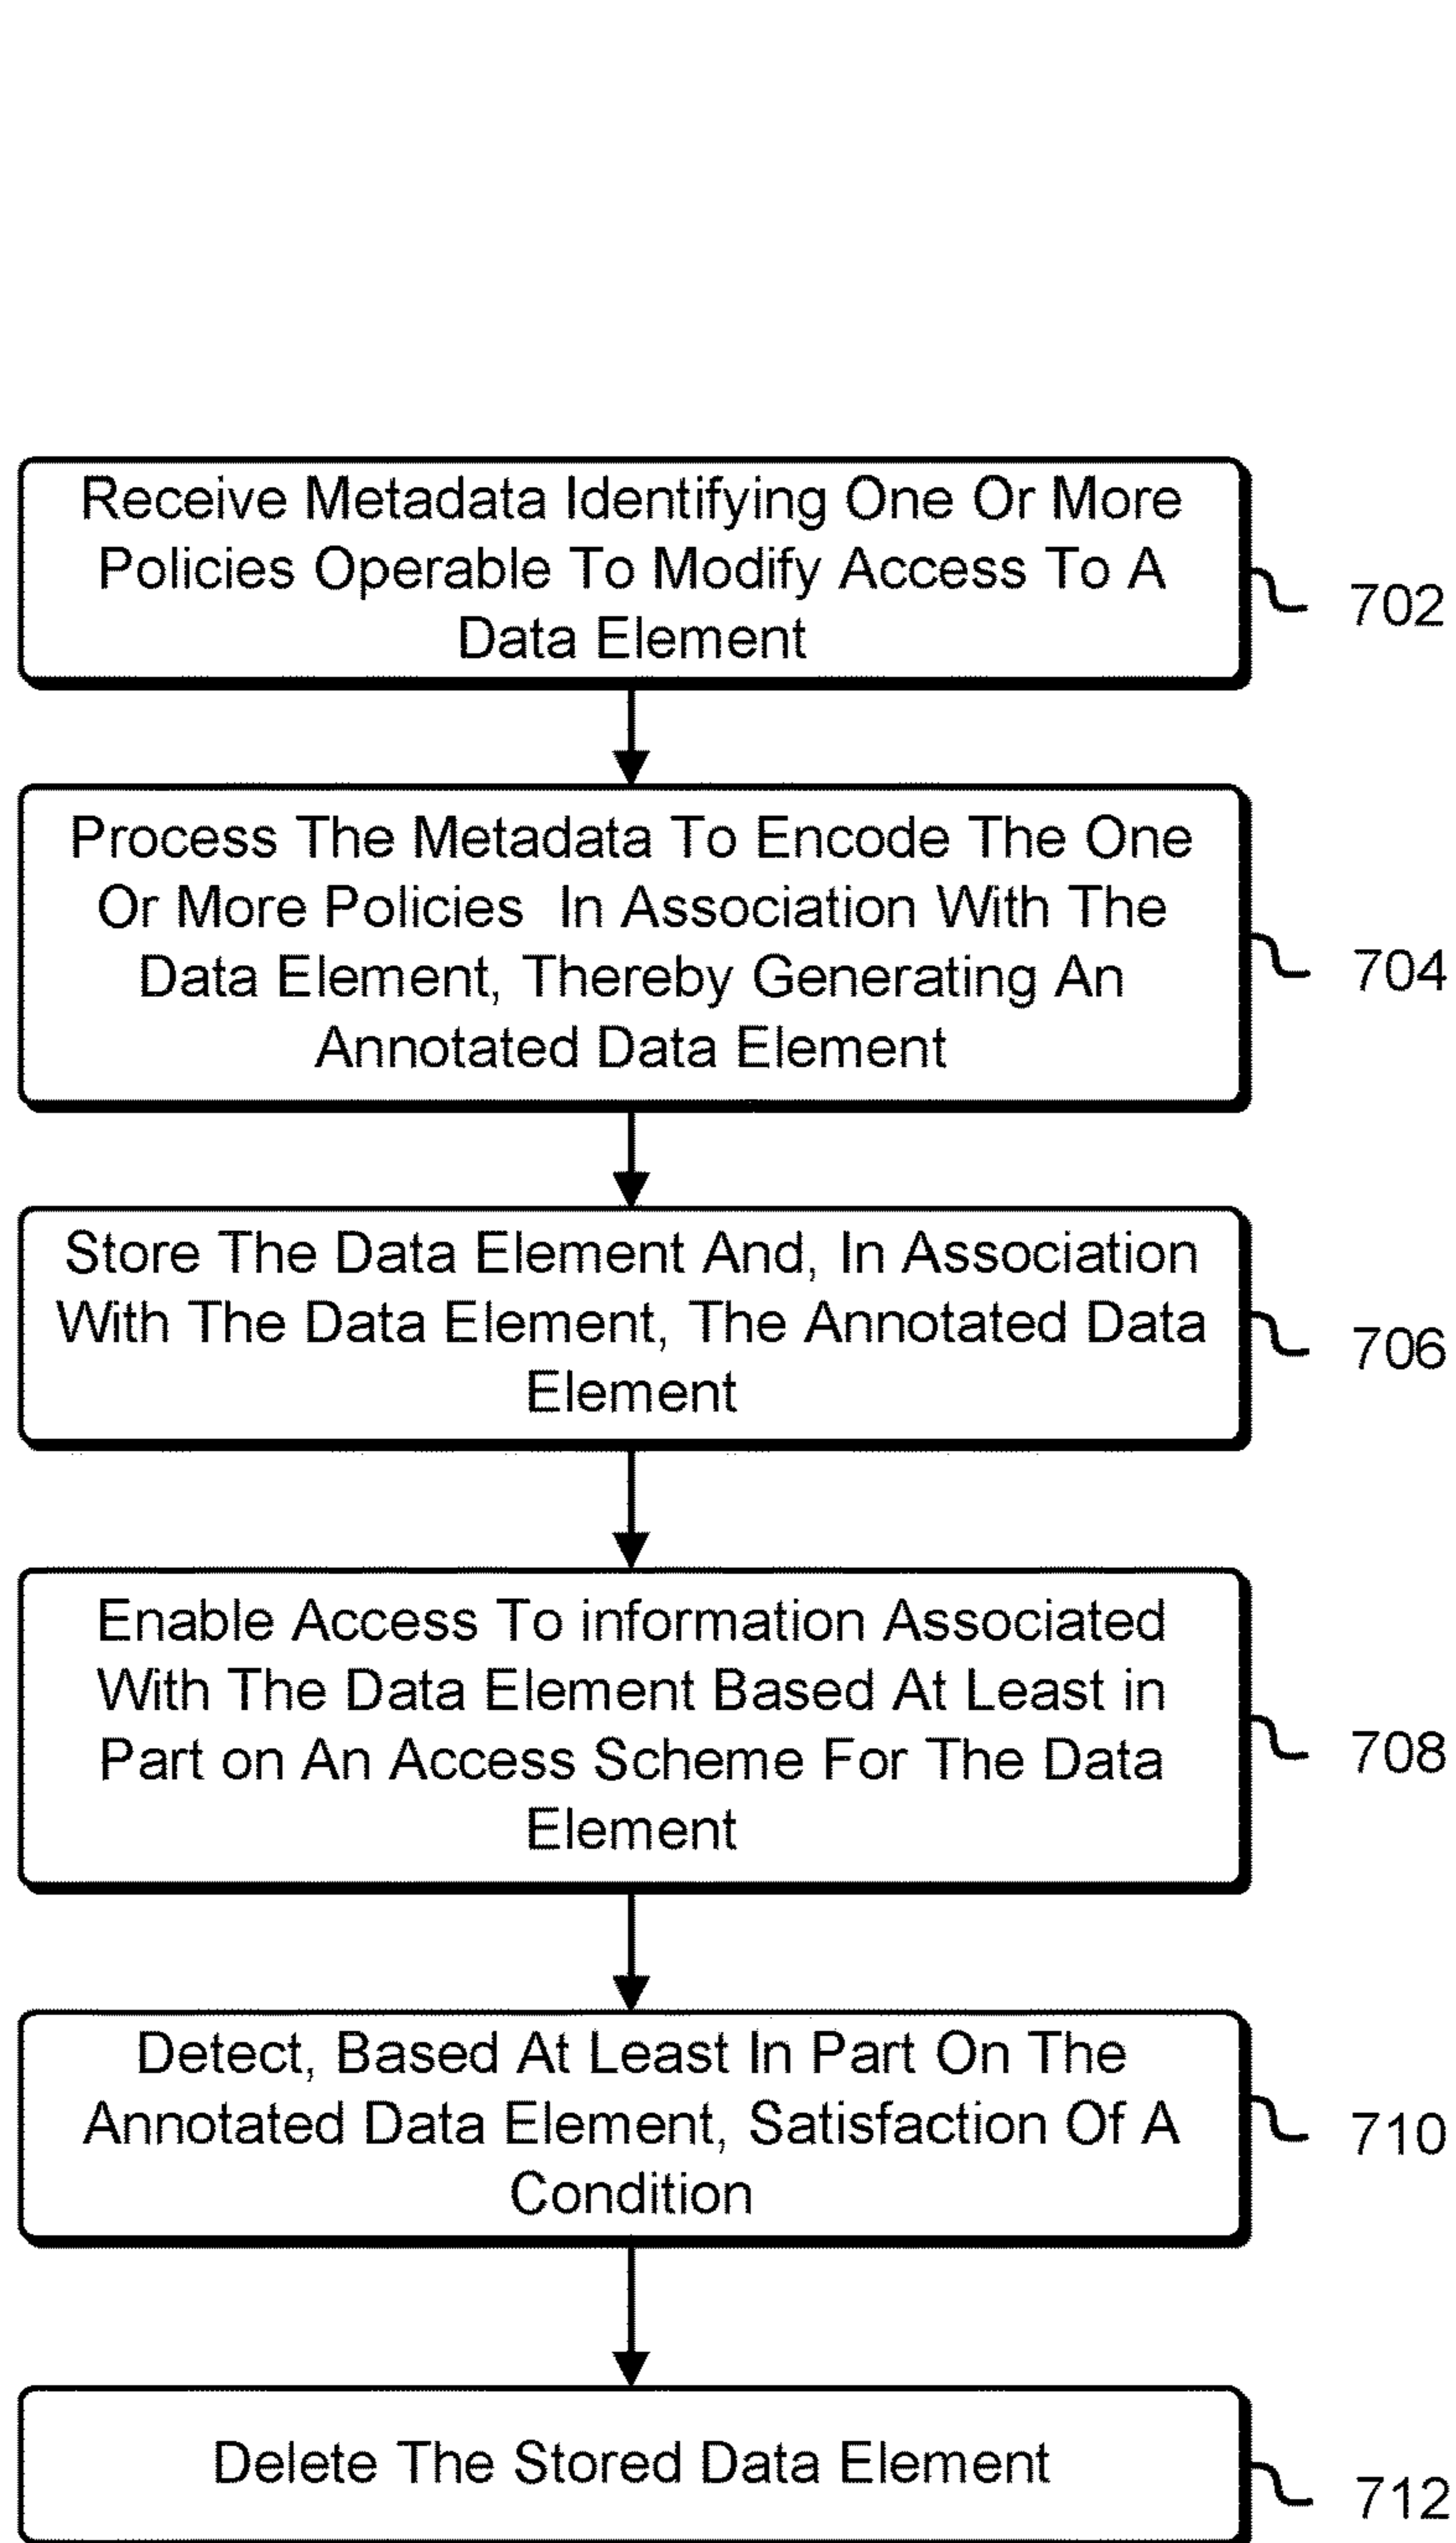 Receive Metadata Identifying One Or More
Policies Operable To Modify Access To A
Data Element
702
Process The Metadata To Encode The One
Or More Policies  In Association With The
Data Element, Thereby Generating An
Annotated Data Element
704
Store The Data Element And, In Association
With The Data Element, The Annotated Data
Element
706
Enable Access To information Associated
With The Data Element Based At Least in
Part on An Access Scheme For The Data
Element
708
Detect, Based At Least In Part On The
Annotated Data Element, Satisfaction Of A
Condition
710
Delete The Stored Data Element
712